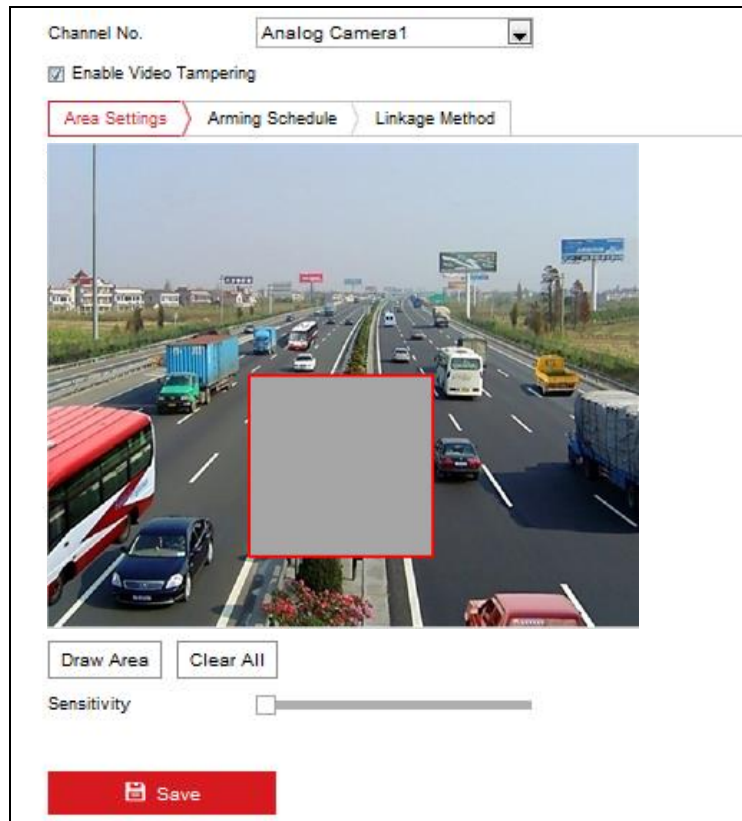 Channel No. Analog Camera1
Enable Video Tampering
Area Settings Arming Schedule Linkage Method
Draw Area Clear All
Sensitivity
Save